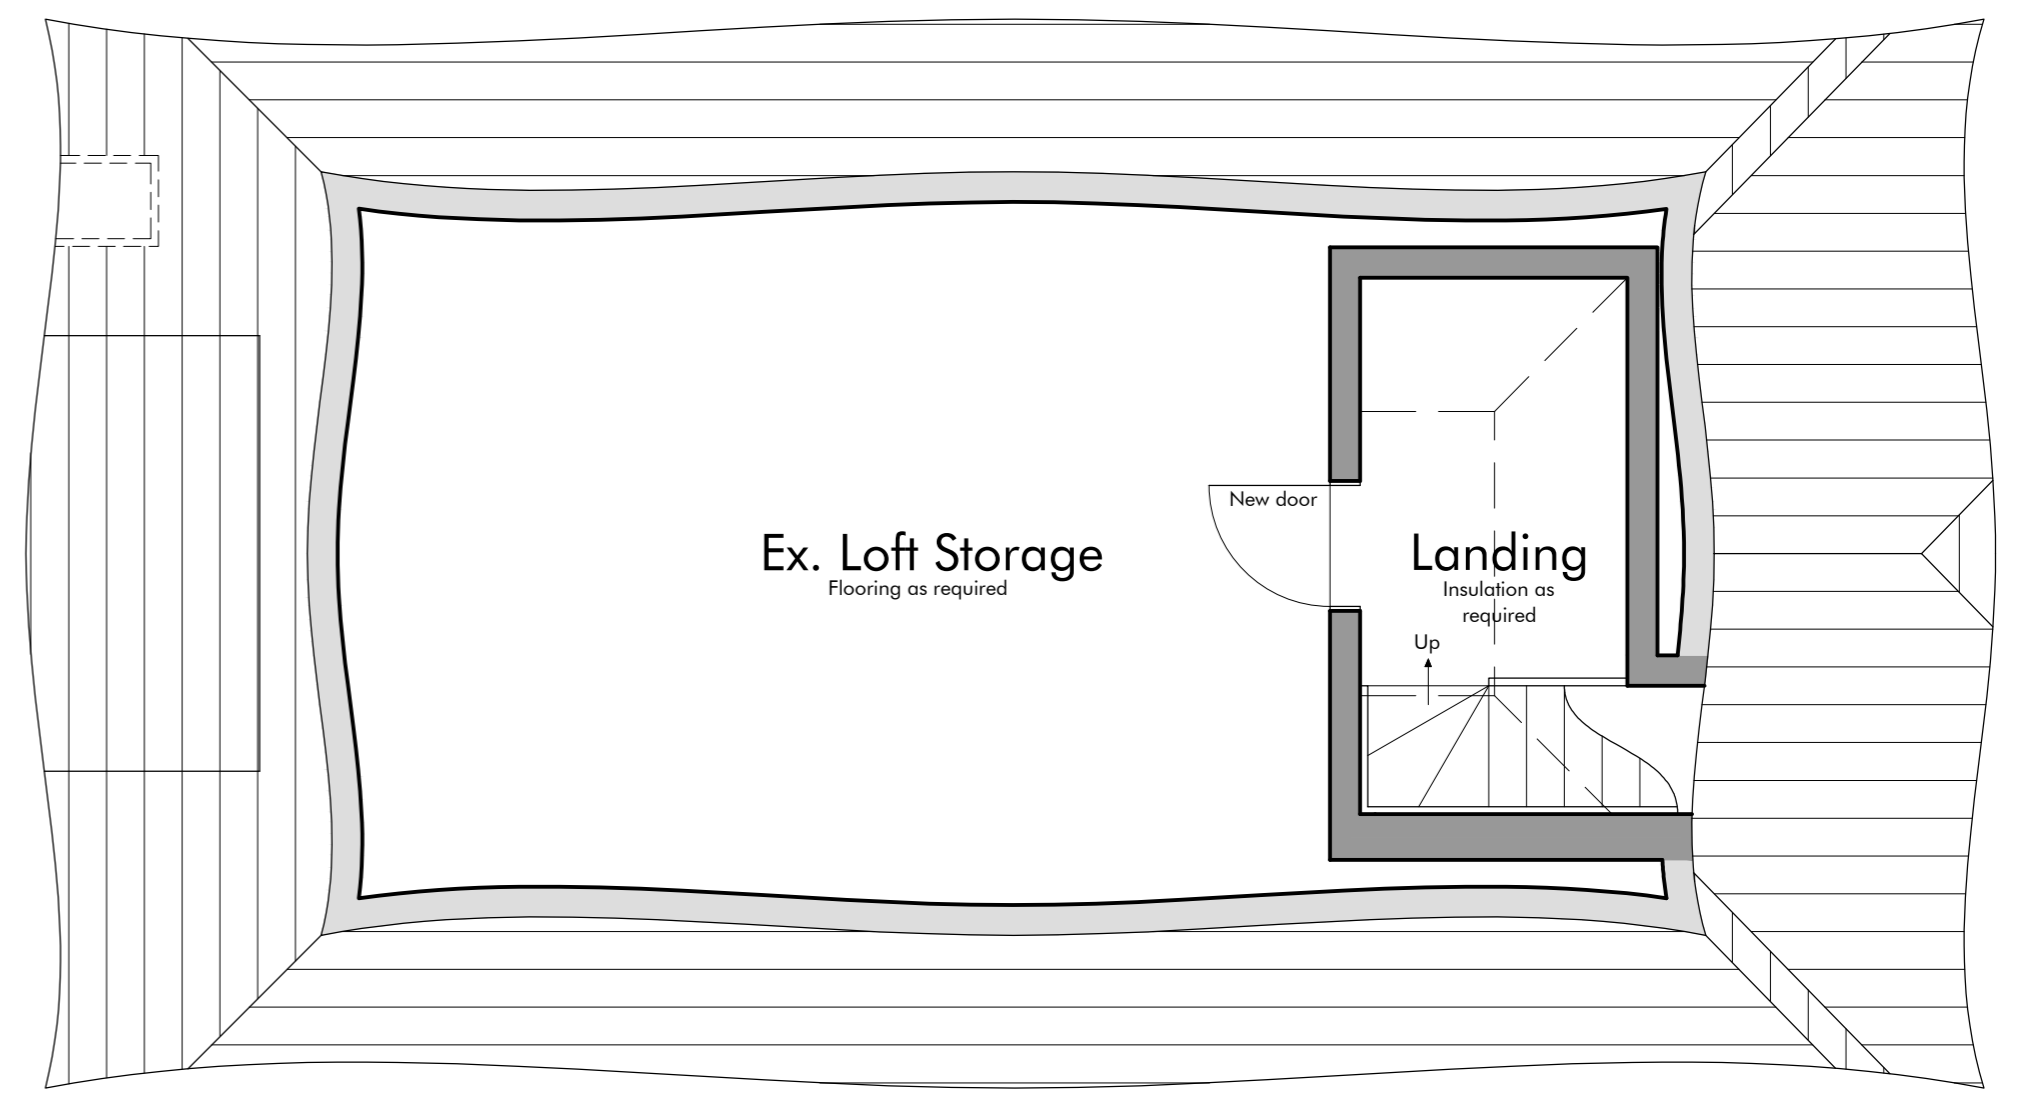 New door
Ex. Loft Storage
Flooring as required
Landing
Insulation as
required
Up